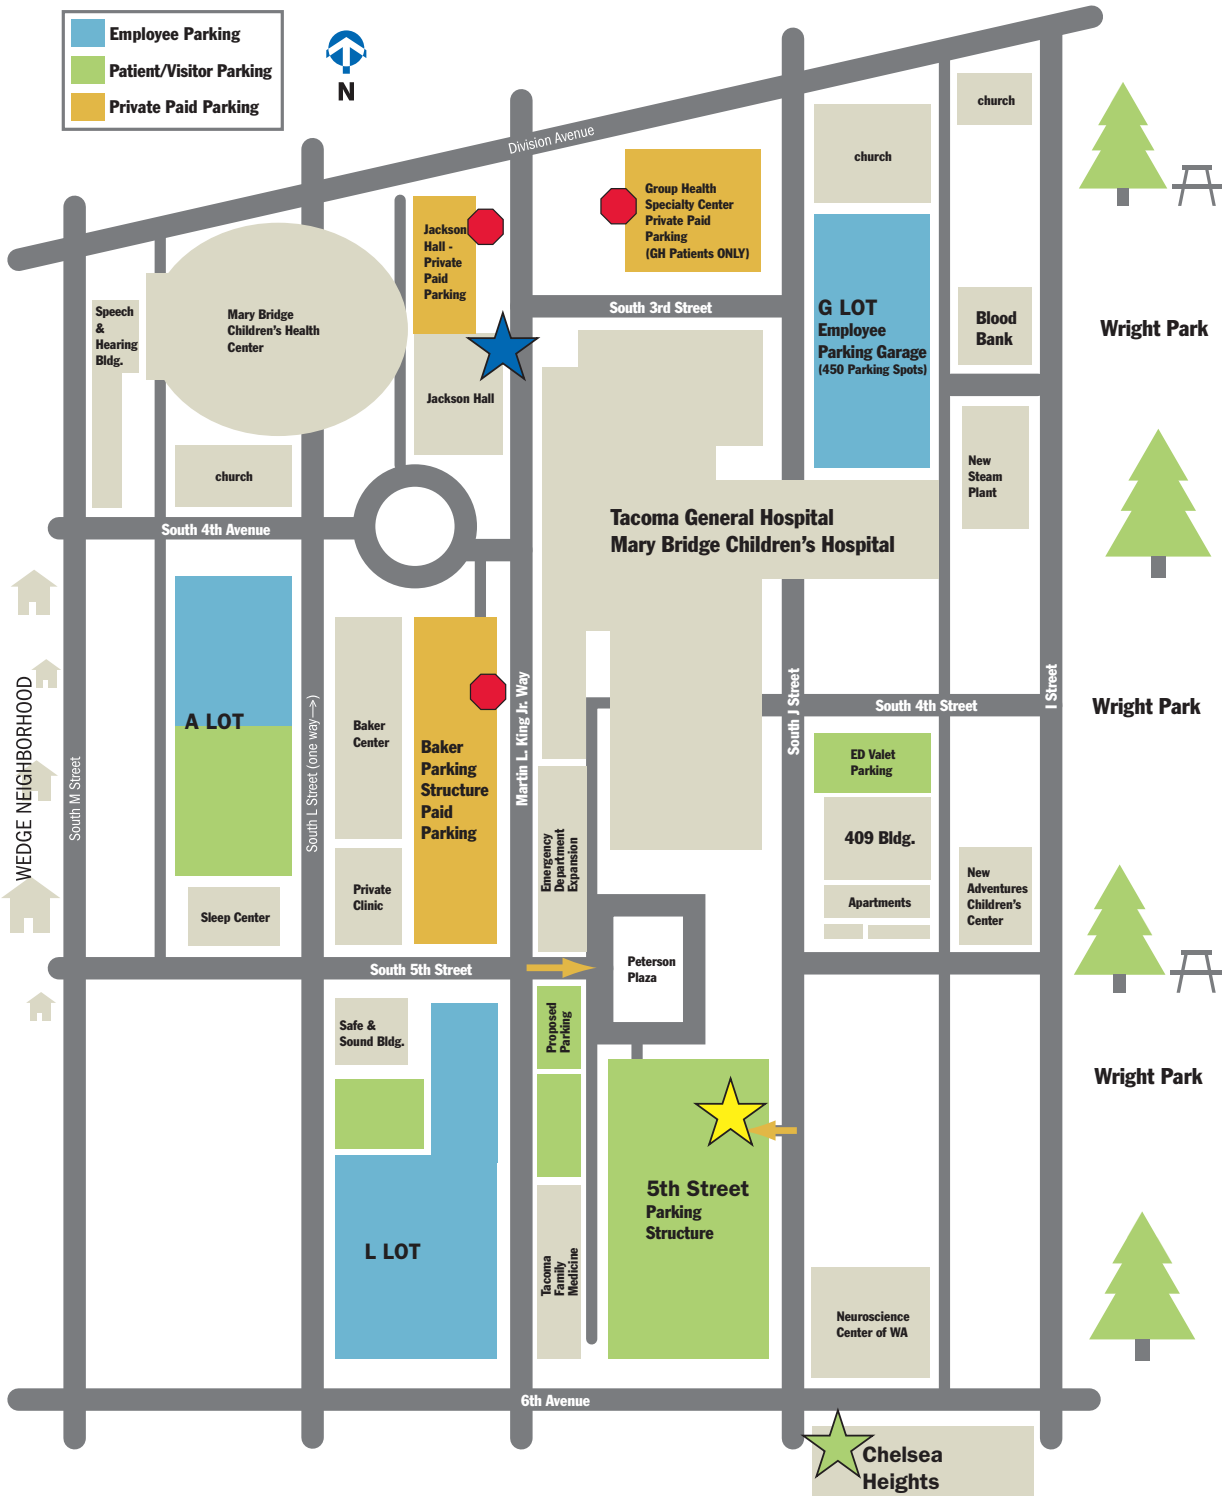 Employee Parking
Patient/Visitor Parking
Private Paid Parking
N
Division Avenue
church
church
Group Health
Specialty Center
Private Paid
Parking
(GH Patients ONLY)
Jackson
Hall -
Private
Paid
Parking
South 3rd Street
G LOT
Employee
Parking Garage
(450 Parking Spots)
Blood
Bank
Wright Park
Speech
&
Hearing
Bldg.
Mary Bridge
Children's Health
Center
Jackson Hall
church
New
Steam
Plant
South 4th Avenue
Tacoma General Hospital
Mary Bridge Children's Hospital
WEDGE NEIGHBORHOOD
South M Street
A LOT
South L Street (one way—>)
Baker
Center
Baker
Parking
Structure
Paid
Parking
Martin L. King Jr. Way
South J Street
South 4th Street
I Street
Wright Park
ED Valet
Parking
409 Bldg.
Emergency
Department
Expansion
Private
Clinic
Sleep Center
Apartments
New
Adventures
Children's
Center
South 5th Street
Peterson
Plaza
Safe &
Sound Bldg.
Proposed
Parking
Wright Park
5th Street
Parking
Structure
L LOT
Tacoma
Family
Medicine
Neuroscience
Center of WA
6th Avenue
Chelsea
Heights